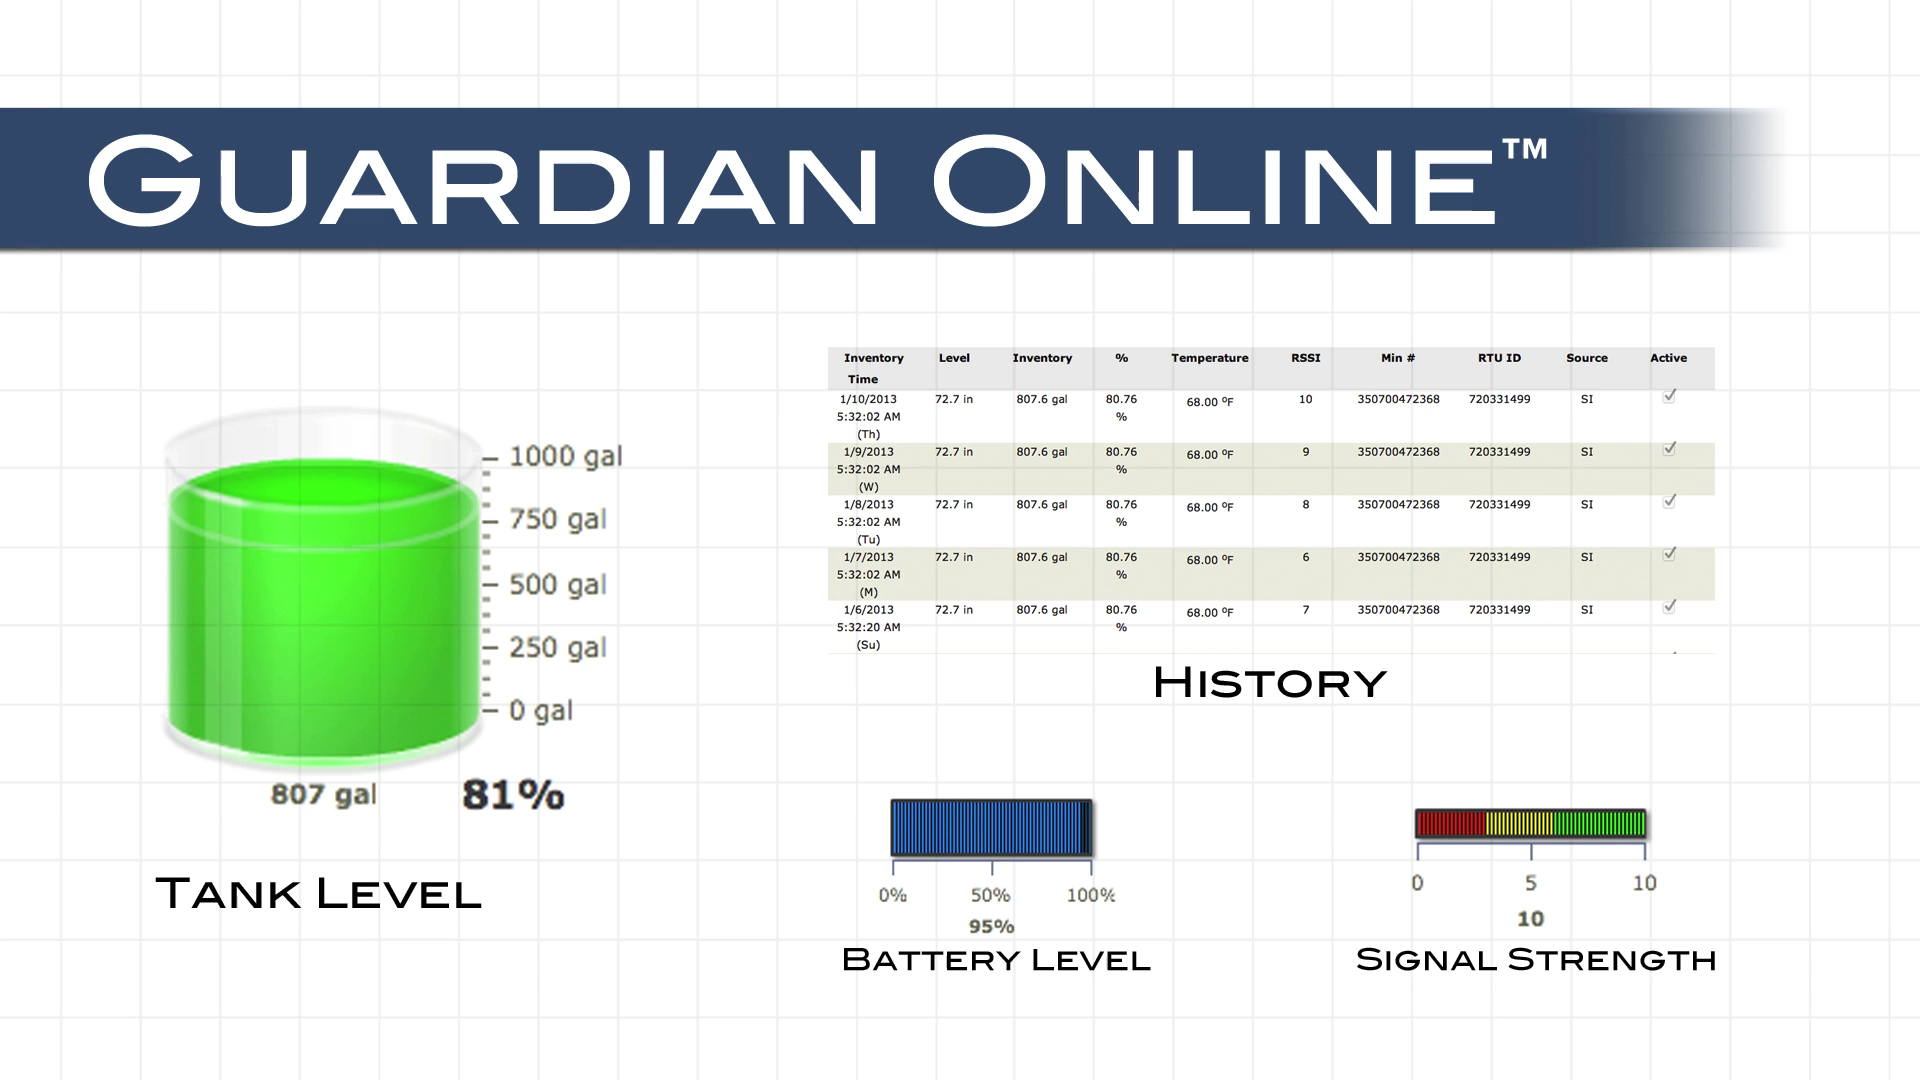 GUARDIAN ONLINE™
1000 gal
750 gal
500 gal
250 gal
0 gal
807 gal 81%
TANK LEVEL
Inventory Time Level Inventory % Temperature RSSI Min # RTU ID Source Active
1/10/2013 5:32:02 AM (Th) 72.7 in 807.6 gal 80.76 % 68.00 ºF 10 350700472368 720331499 SI
1/9/2013 5:32:02 AM (W) 72.7 in 807.6 gal 80.76 % 68.00 ºF 9 350700472368 720331499 SI
1/8/2013 5:32:02 AM (Tu) 72.7 in 807.6 gal 80.76 % 68.00 ºF 8 350700472368 720331499 SI
1/7/2013 5:32:02 AM (M) 72.7 in 807.6 gal 80.76 % 68.00 ºF 6 350700472368 720331499 SI
1/6/2013 5:32:20 AM (Su) 72.7 in 807.6 gal 80.76 % 68.00 ºF 7 350700472368 720331499 SI
HISTORY
0% 50% 100%
95%
BATTERY LEVEL
0 5 10
10
SIGNAL STRENGTH